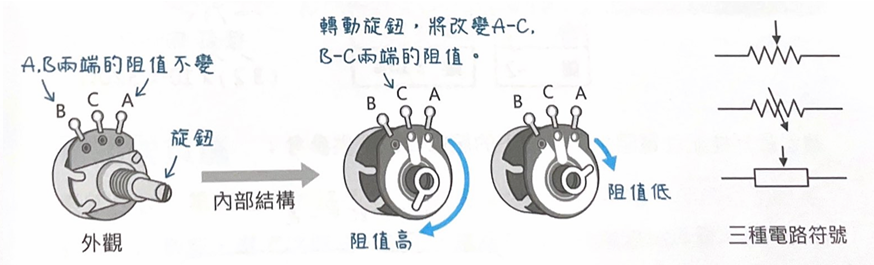 A,B兩端的阻值不變
B C A
旋鈕
外觀
內部結構
轉動旋鈕，將改變A-C,
B-C兩端的阻值。
B C A
阻值高
B C A
阻值低
三種電路符號